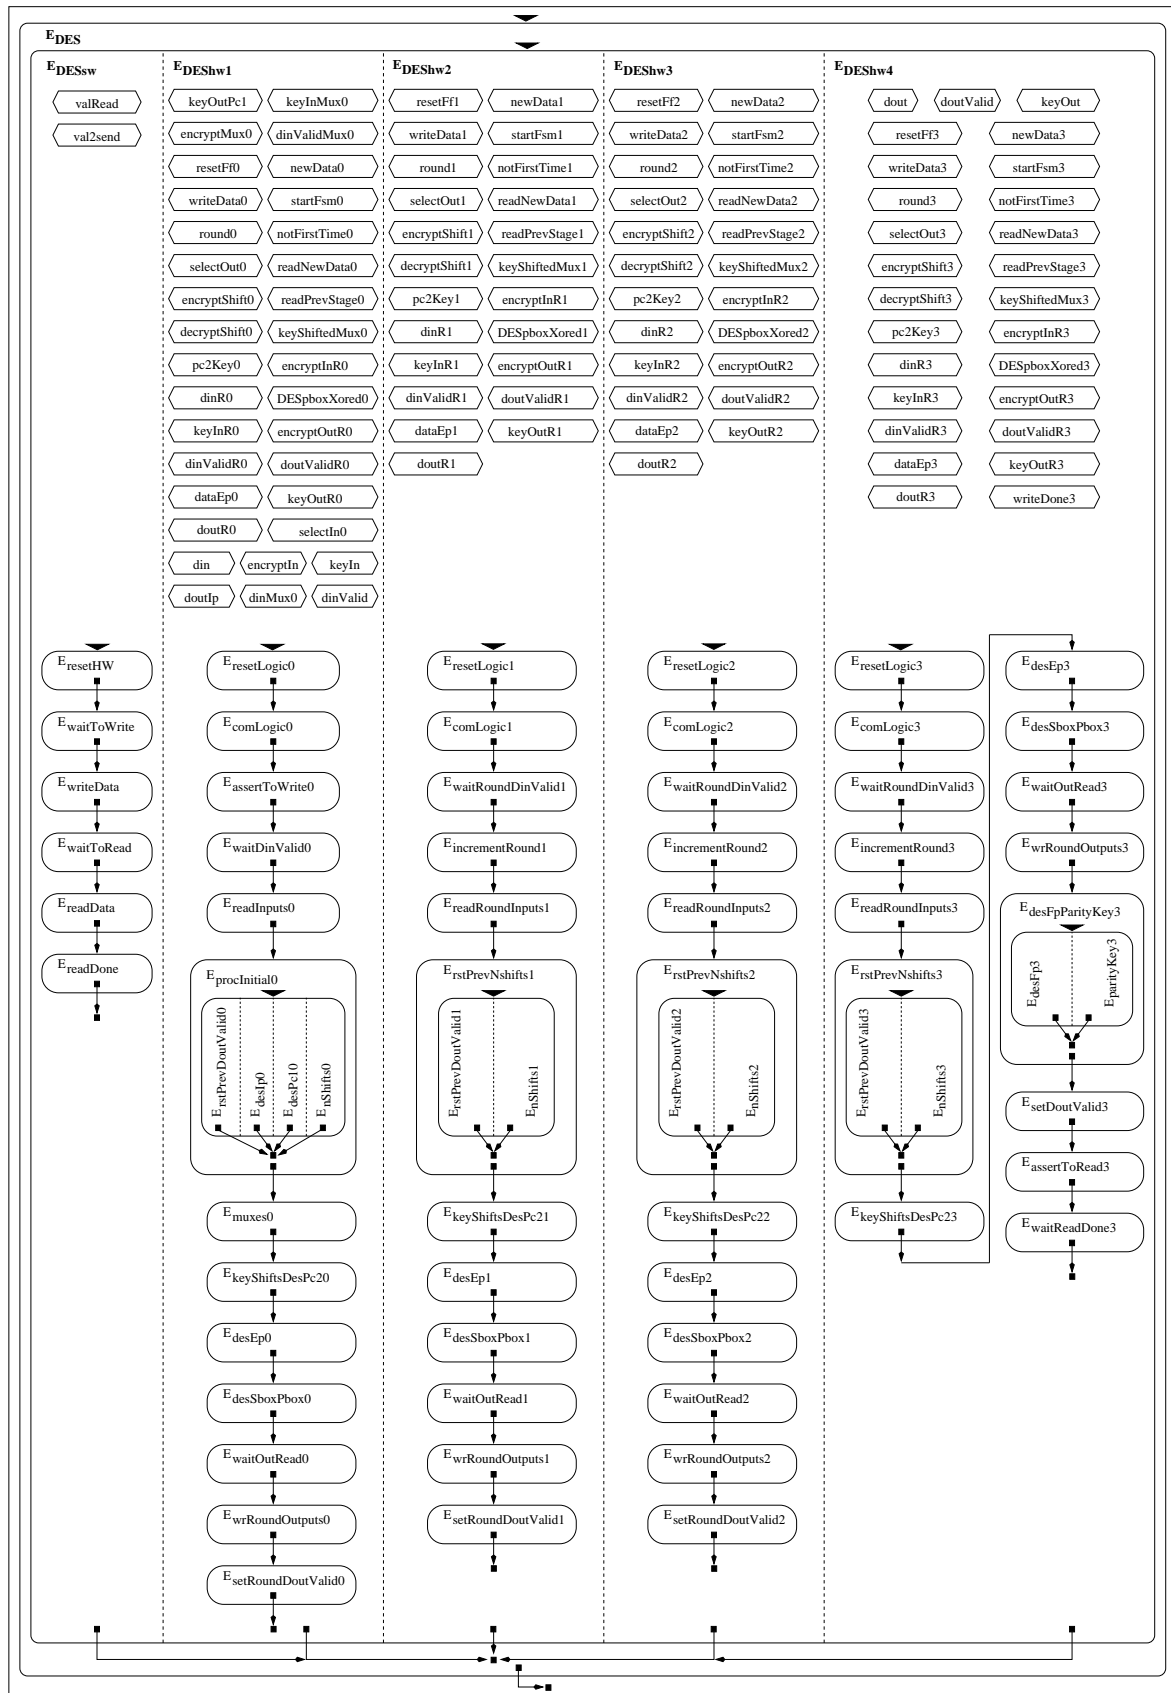 EDES
EDESsw
valRead
val2send
EresetHW
EwaitToWrite
EwriteData
EwaitToRead
EreadData
EreadDone
EDEShw1
keyOutPc1 keyInMux0
encryptMux0 dinValidMux0
resetFf0 newData0
writeData0 startFsm0
round0 notFirstTime0
selectOut0 readNewData0
encryptShift0 readPrevStage0
decryptShift0 keyShiftedMux0
pc2Key0 encryptInR0
dinR0 DESpboxXored0
keyInR0 encryptOutR0
dinValidR0 doutValidR0
dataEp0 keyOutR0
doutR0 selectIn0
din encryptIn keyIn
doutIp dinMux0 dinValid
EresetLogic0
EcomLogic0
EassertToWrite0
EwaitDinValid0
EreadInputs0
EprocInitial0
ErstPrevDoutValid0
EdesIp0
EdesPc10
EnShifts0
Emuxes0
EkeyShiftsDesPc20
EdesEp0
EdesSboxPbox0
EwaitOutRead0
EwrRoundOutputs0
EsetRoundDoutValid0
EDEShw2
resetFf1 newData1
writeData1 startFsm1
round1 notFirstTime1
selectOut1 readNewData1
encryptShift1 readPrevStage1
decryptShift1 keyShiftedMux1
pc2Key1 encryptInR1
dinR1 DESpboxXored1
keyInR1 encryptOutR1
dinValidR1 doutValidR1
dataEp1 keyOutR1
doutR1
EresetLogic1
EcomLogic1
EwaitRoundDinValid1
EincrementRound1
EreadRoundInputs1
ErstPrevNshifts1
ErstPrevDoutValid1
EnShifts1
EkeyShiftsDesPc21
EdesEp1
EdesSboxPbox1
EwaitOutRead1
EwrRoundOutputs1
EsetRoundDoutValid1
EDEShw3
resetFf2 newData2
writeData2 startFsm2
round2 notFirstTime2
selectOut2 readNewData2
encryptShift2 readPrevStage2
decryptShift2 keyShiftedMux2
pc2Key2 encryptInR2
dinR2 DESpboxXored2
keyInR2 encryptOutR2
dinValidR2 doutValidR2
dataEp2 keyOutR2
doutR2
EresetLogic2
EcomLogic2
EwaitRoundDinValid2
EincrementRound2
EreadRoundInputs2
ErstPrevNshifts2
ErstPrevDoutValid2
EnShifts2
EkeyShiftsDesPc22
EdesEp2
EdesSboxPbox2
EwaitOutRead2
EwrRoundOutputs2
EsetRoundDoutValid2
EDEShw4
dout doutValid keyOut
resetFf3 newData3
writeData3 startFsm3
round3 notFirstTime3
selectOut3 readNewData3
encryptShift3 readPrevStage3
decryptShift3 keyShiftedMux3
pc2Key3 encryptInR3
dinR3 DESpboxXored3
keyInR3 encryptOutR3
dinValidR3 doutValidR3
dataEp3 keyOutR3
doutR3 writeDone3
EresetLogic3
EcomLogic3
EwaitRoundDinValid3
EincrementRound3
EreadRoundInputs3
ErstPrevNshifts3
ErstPrevDoutValid3
EnShifts3
EkeyShiftsDesPc23
EdesEp3
EdesSboxPbox3
EwaitOutRead3
EwrRoundOutputs3
EdesFpParityKey3
EdesFp3
EparityKey3
EsetDoutValid3
EassertToRead3
EwaitReadDone3